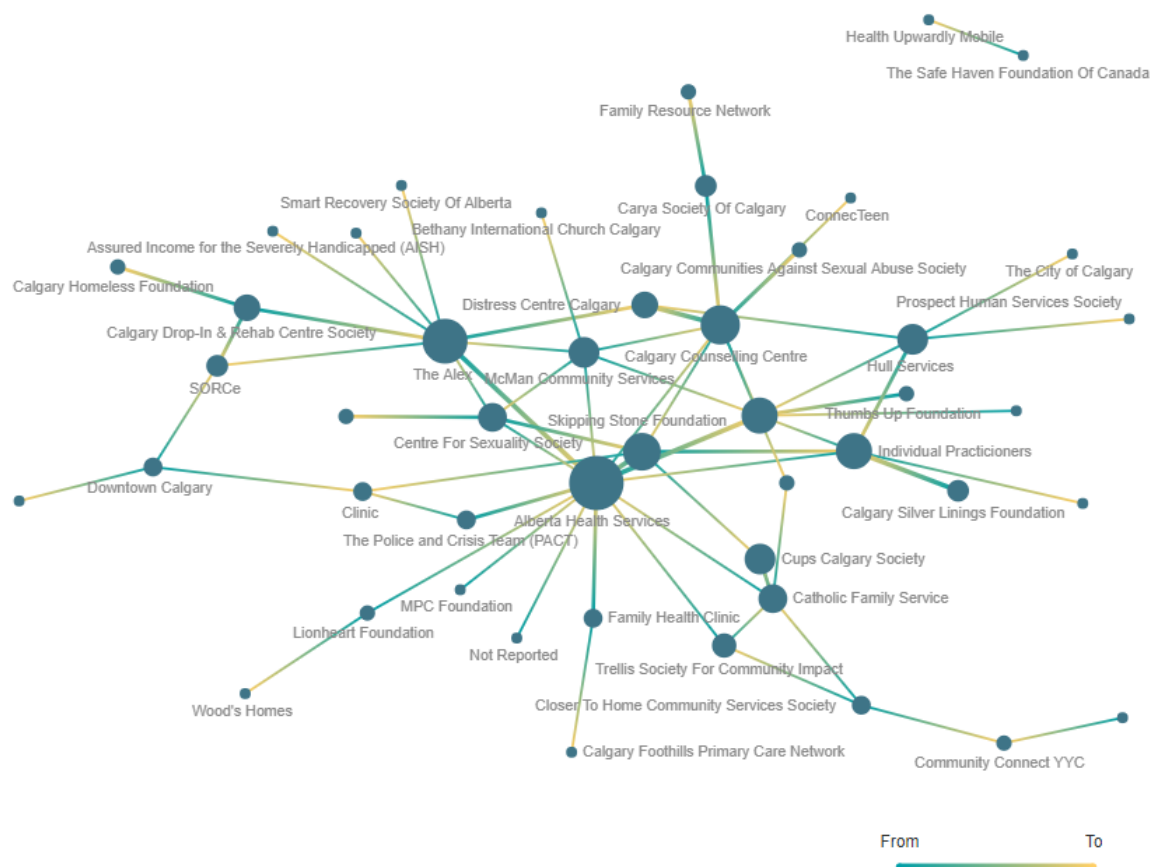 Health Upwardly Mobile
The Safe Haven Foundation Of Canada
Family Resource Network
Smart Recovery Society Of Alberta
Carya Society Of Calgary
ConnecTeen
Bethany International Church Calgary
Assured Income for the Severely Handicapped (AISH)
Calgary Communities Against Sexual Abuse Society
The City of Calgary
Calgary Homeless Foundation
Distress Centre Calgary
Prospect Human Services Society
Calgary Drop-In & Rehab Centre Society
Calgary Counselling Centre
Hull Services
The Alex
McMan Community Services
SORCe
Thumbs Up Foundation
Skipping Stone Foundation
Centre For Sexuality Society
Individual Practicioners
Downtown Calgary
Clinic
Calgary Silver Linings Foundation
Alberta Health Services
The Police and Crisis Team (PACT)
Cups Calgary Society
Catholic Family Service
MPC Foundation
Family Health Clinic
Lionheart Foundation
Not Reported
Trellis Society For Community Impact
Closer To Home Community Services Society
Wood's Homes
Calgary Foothills Primary Care Network
Community Connect YYC
From
To